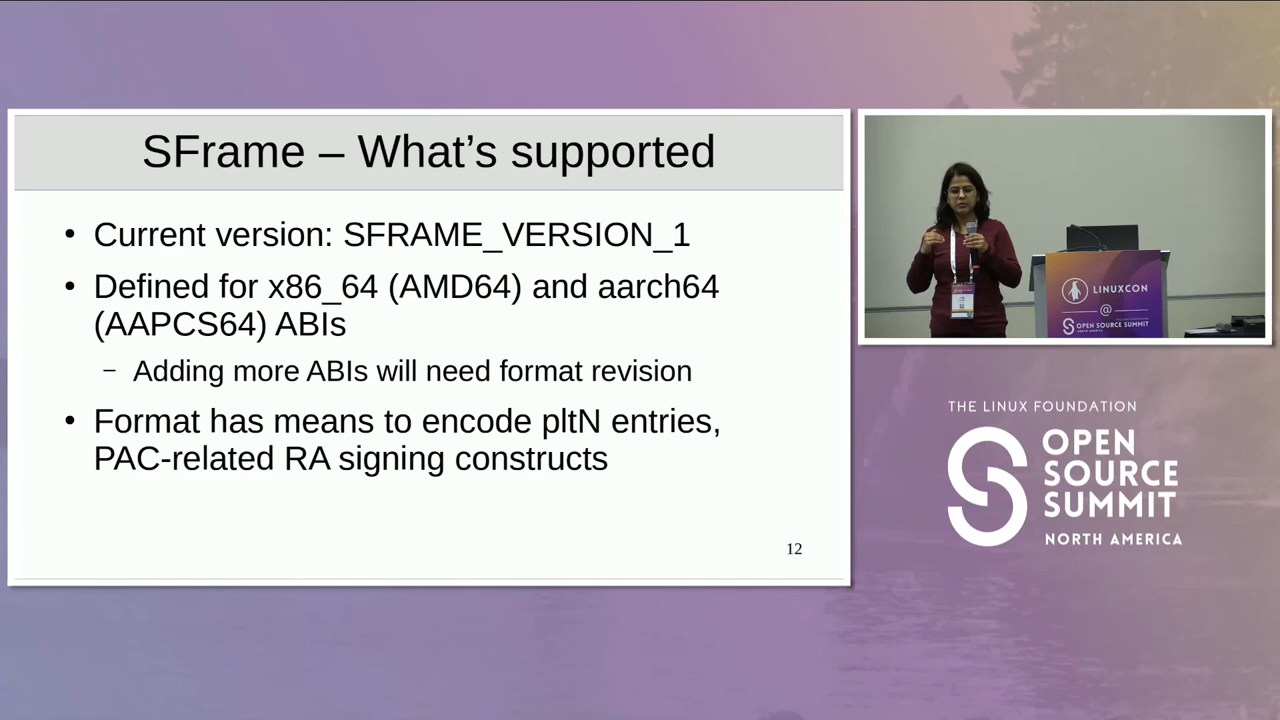 SFrame – What's supported
• Current version: SFRAME_VERSION_1
• Defined for x86_64 (AMD64) and aarch64
(AAPCS64) ABIs
– Adding more ABIs will need format revision
• Format has means to encode pltN entries,
PAC-related RA signing constructs
12
LINUXCON
@
OPEN SOURCE SUMMIT
NORTH AMERICA
THE LINUX FOUNDATION
OPEN
SOURCE
SUMMIT
NORTH AMERICA